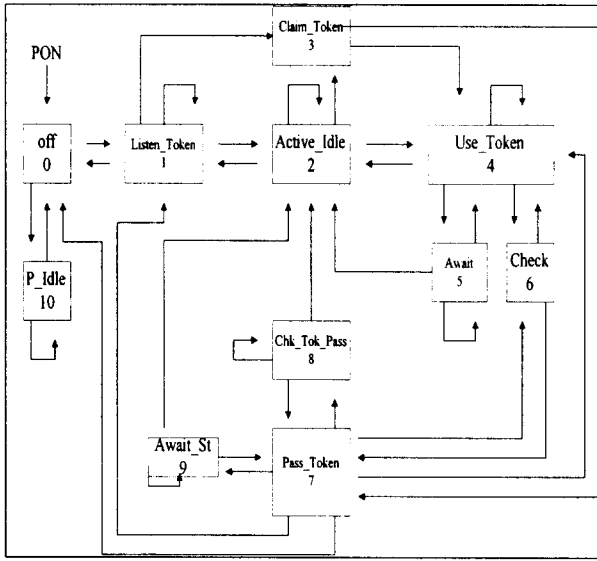 Claim_Token
3
PON
off
0
Listen_Token
1
Active_Idle
2
Use_Token
4
P_Idle
10
Await
5
Check
6
Chk_Tok_Pass
8
Await_St
9
Pass_Token
7